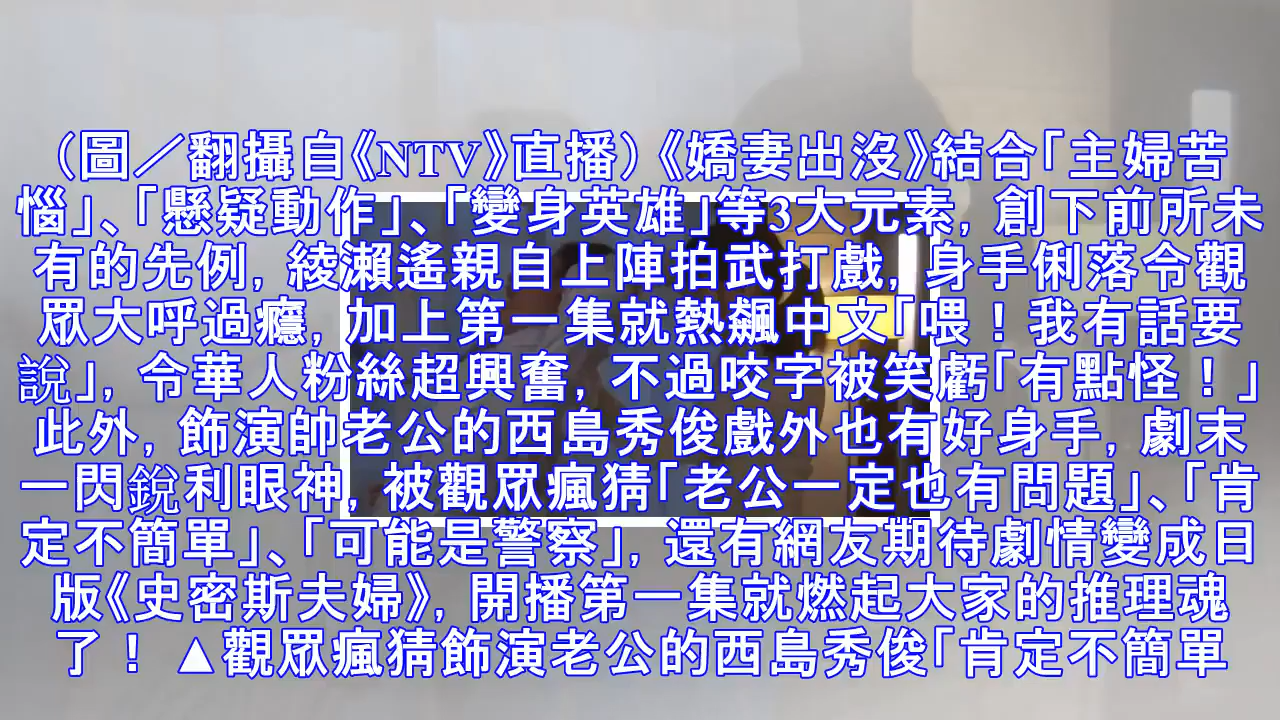 （圖／翻攝自《NTV》直播）《嬌妻出沒》結合「主婦苦
惱」、「懸疑動作」、「變身英雄」等3大元素, 創下前所未
有的先例, 綾瀨遙親自上陣拍武打戲, 身手俐落令觀
眾大呼過癮, 加上第一集就熱飆中文「喂！我有話要
說」, 令華人粉絲超興奮, 不過咬字被笑虧「有點怪！」
此外, 飾演帥老公的西島秀俊戲外也有好身手, 劇末
一閃銳利眼神, 被觀眾瘋猜「老公一定也有問題」、「肯
定不簡單」、「可能是警察」, 還有網友期待劇情變成日
版《史密斯夫婦》, 開播第一集就燃起大家的推理魂
了！ ▲觀眾瘋猜飾演老公的西島秀俊「肯定不簡單